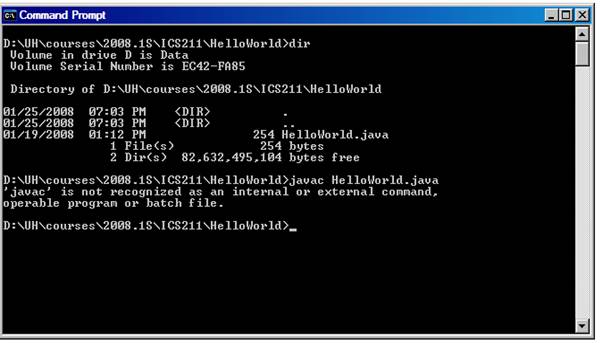 Command Prompt
D:\UH\courses\2008.1S\ICS211\HelloWorld>dir
Volume in drive D is Data
Volume Serial Number is EC42-FA85
Directory of D:\UH\courses\2008.1S\ICS211\HelloWorld
01/25/2008 07:03 PM <DIR> .
01/25/2008 07:03 PM <DIR> ..
01/19/2008 01:12 PM 254 HelloWorld.java
1 File(s) 254 bytes
2 Dir(s) 82,632,495,104 bytes free
D:\UH\courses\2008.1S\ICS211\HelloWorld>javac HelloWorld.java
'javac' is not recognized as an internal or external command,
operable program or batch file.
D:\UH\courses\2008.1S\ICS211\HelloWorld>_